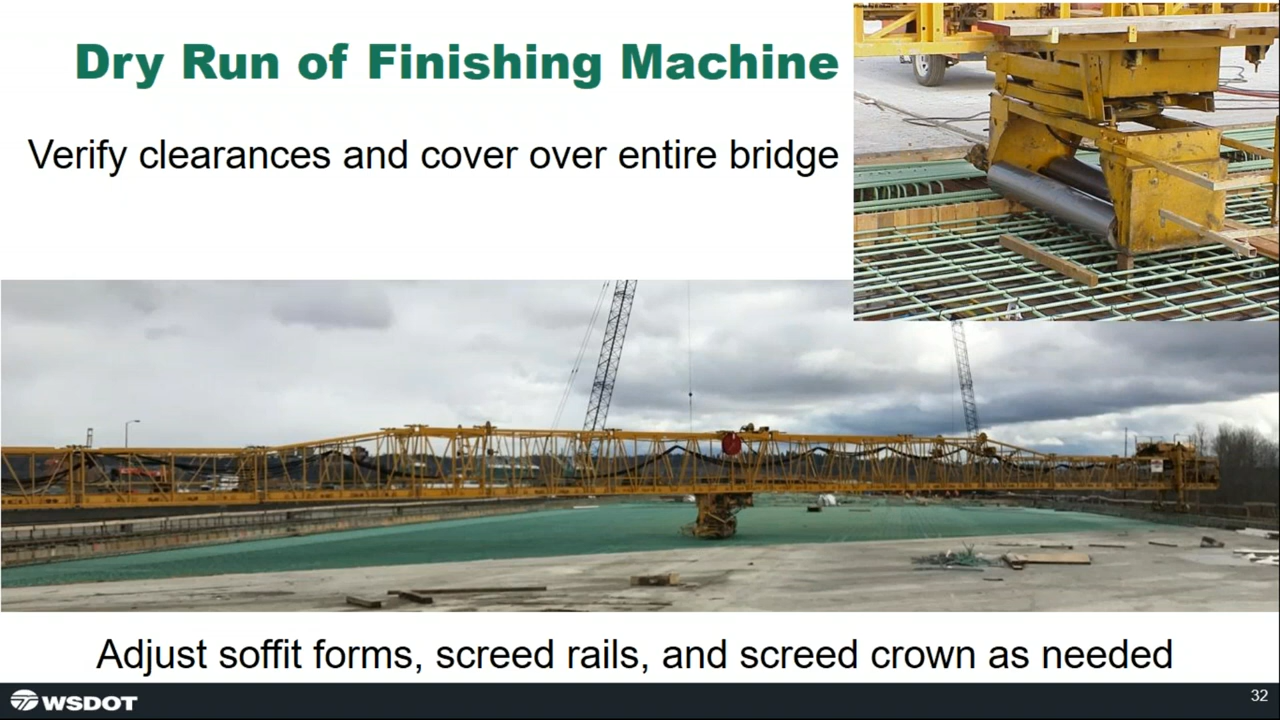 Dry Run of Finishing Machine
Verify clearances and cover over entire bridge
Adjust soffit forms, screed rails, and screed crown as needed
WSDOT
32